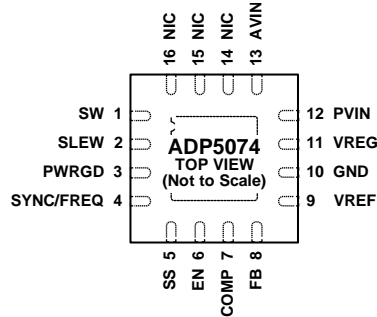 16 NIC
15 NIC
14 NIC
13 AVIN
SW 1
SLEW 2
PWRGD 3
SYNC/FREQ 4
ADP5074
TOP VIEW
(Not to Scale)
12 PVIN
11 VREG
10 GND
9 VREF
SS 5
EN 6
COMP 7
FB 8